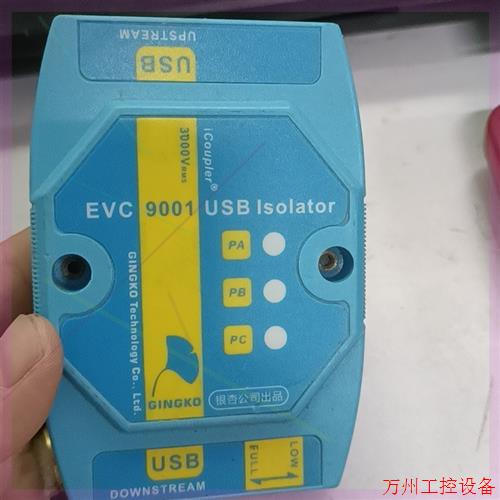 UPSTREAM
USB
iCoupler®
3000VRMS
EVC 9001 USB Isolator
PA
PB
PC
GINGKO Technology Co., Ltd.
GINGKO
银杏公司出品
USB
DOWNSTREAM
FULL
LOW
万州工控设备